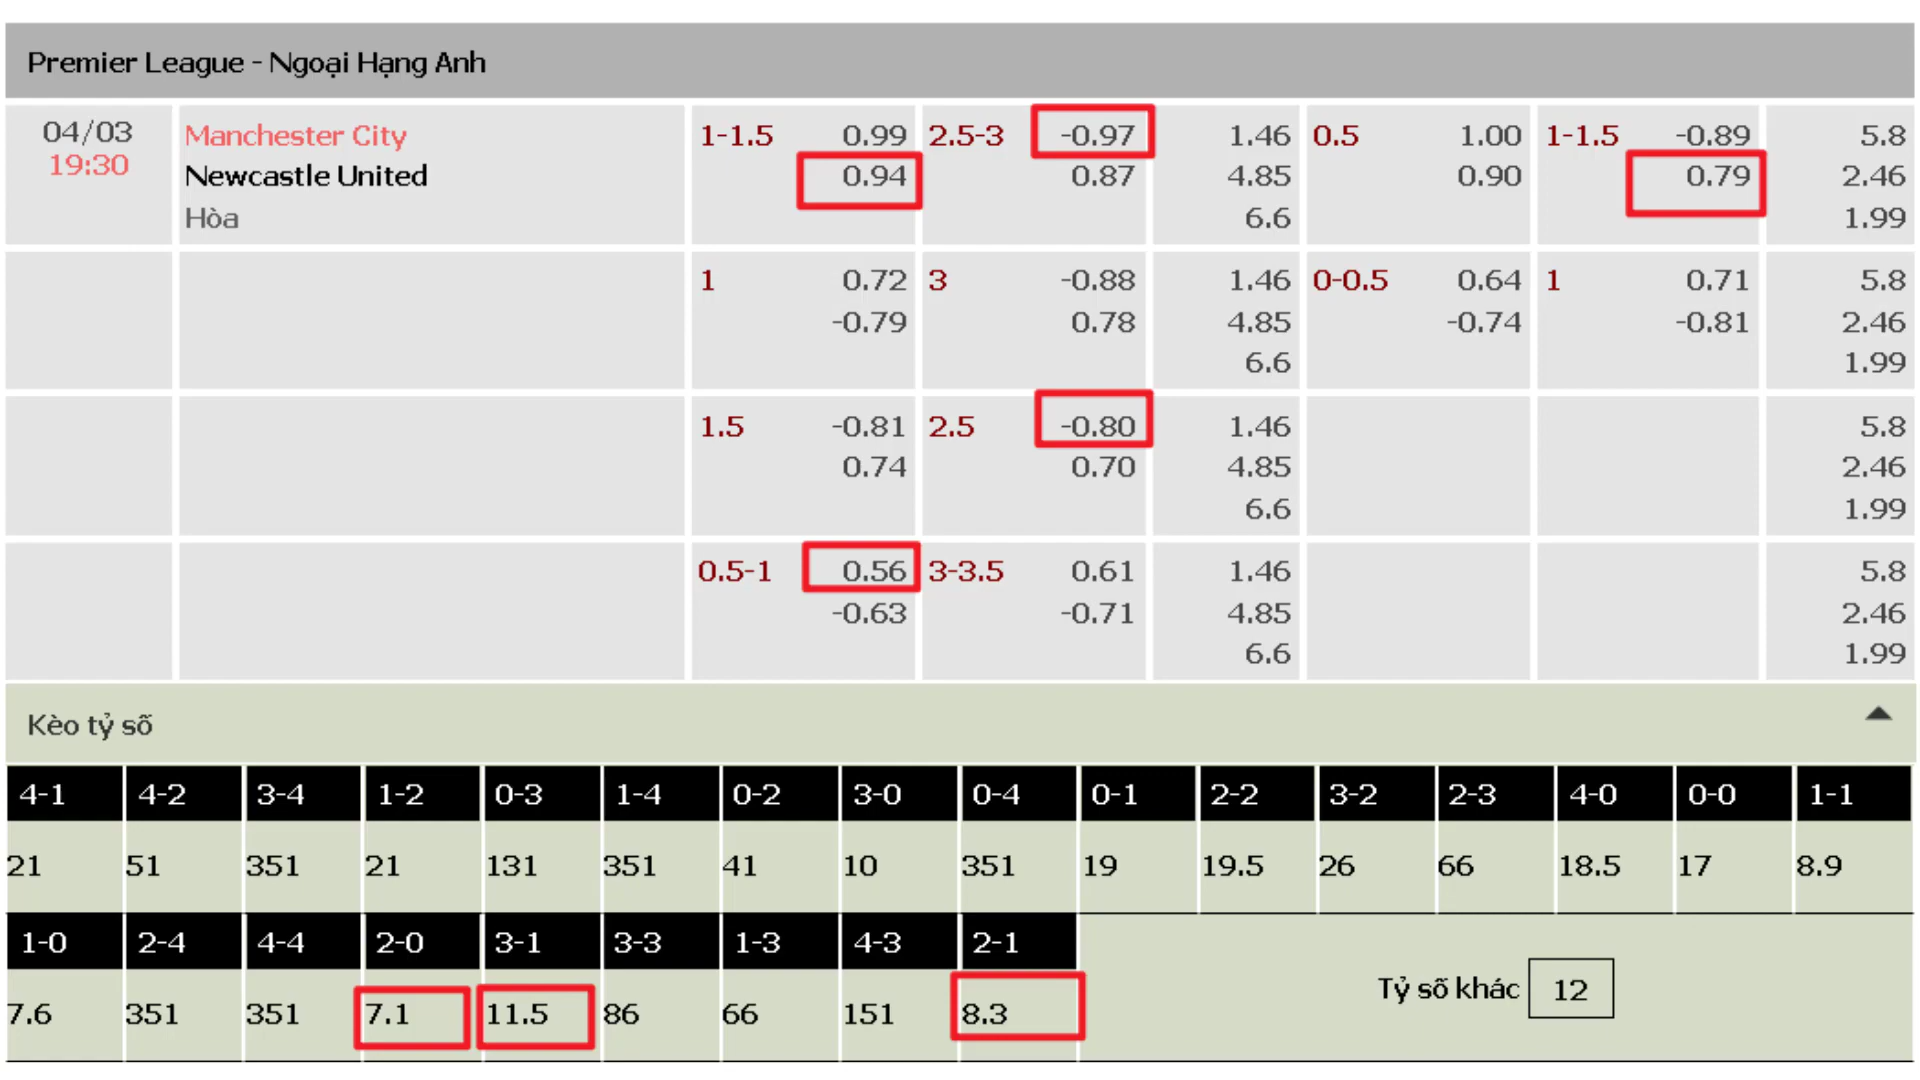 Premier League - Ngoại Hạng Anh
04/03 Manchester City 1-1.5 0.99 2.5-3 -0.97 1.46 0.5 1.00 1-1.5 -0.89 5.8
19:30 Newcastle United 0.94 0.87 4.85 0.90 0.79 2.46
Hòa 6.6 1.99
1 0.72 3 -0.88 1.46 0-0.5 0.64 1 0.71 5.8
-0.79 0.78 4.85 -0.74 -0.81 2.46
6.6 1.99
1.5 -0.81 2.5 -0.80 1.46 5.8
0.74 0.70 4.85 2.46
6.6 1.99
0.5-1 0.56 3-3.5 0.61 1.46 5.8
-0.63 -0.71 4.85 2.46
6.6 1.99
Kèo tỷ số
4-1 4-2 3-4 1-2 0-3 1-4 0-2 3-0 0-4 0-1 2-2 3-2 2-3 4-0 0-0 1-1
21 51 351 21 131 351 41 10 351 19 19.5 26 66 18.5 17 8.9
1-0 2-4 4-4 2-0 3-1 3-3 1-3 4-3 2-1
7.6 351 351 7.1 11.5 86 66 151 8.3
Tỷ số khác 12